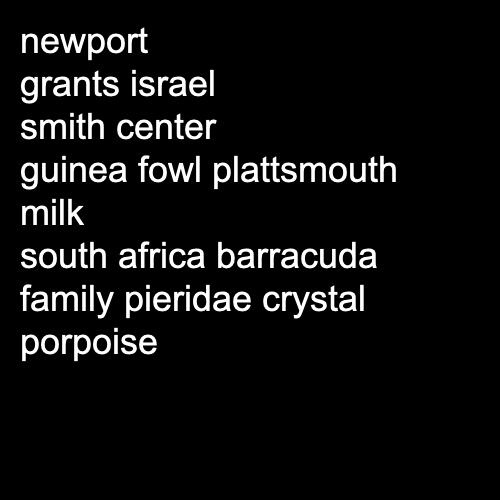 newport
grants israel
smith center
guinea fowl plattsmouth
milk
south africa barracuda
family pieridae crystal
porpoise